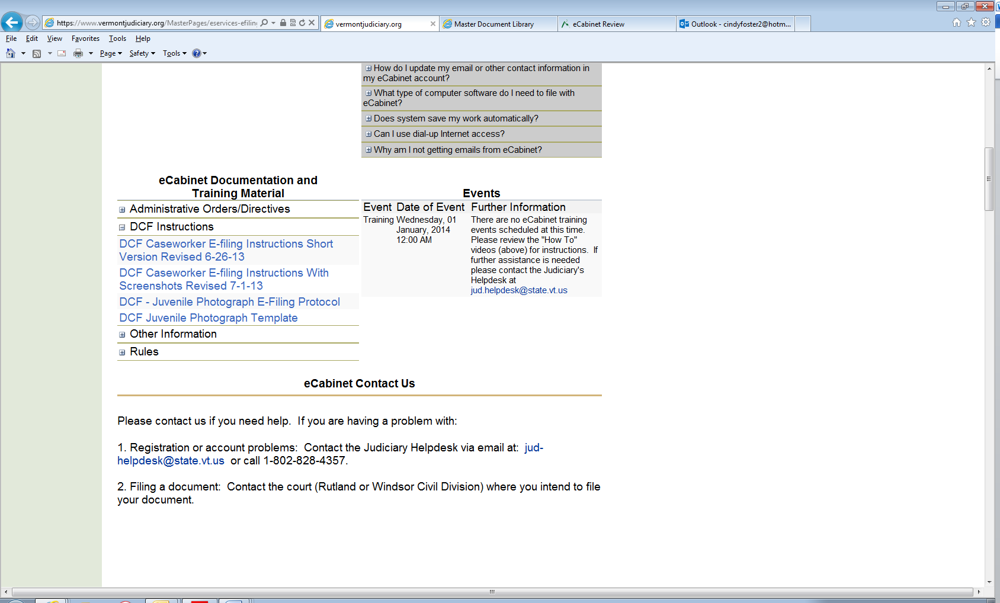 https://www.vermontjudiciary.org/MasterPages/eservices-efiling
vermontjudiciary.org
Master Document Library
eCabinet Review
Outlook - cindyfoster2@hotm...
File Edit View Favorites Tools Help
Page Safety Tools
How do I update my email or other contact information in
my eCabinet account?
What type of computer software do I need to file with
eCabinet?
Does system save my work automatically?
Can I use dial-up Internet access?
Why am I not getting emails from eCabinet?
eCabinet Documentation and
Training Material
Administrative Orders/Directives
DCF Instructions
DCF Caseworker E-filing Instructions Short
Version Revised 6-26-13
DCF Caseworker E-filing Instructions With
Screenshots Revised 7-1-13
DCF - Juvenile Photograph E-Filing Protocol
DCF Juvenile Photograph Template
Other Information
Rules
Events
Event Date of Event Further Information
Training Wednesday, 01 There are no eCabinet training
January, 2014 events scheduled at this time.
12:00 AM Please review the "How To"
videos (above) for instructions. If
further assistance is needed
please contact the Judiciary's
Helpdesk at
jud.helpdesk@state.vt.us
eCabinet Contact Us
Please contact us if you need help. If you are having a problem with:
1. Registration or account problems: Contact the Judiciary Helpdesk via email at: jud-
helpdesk@state.vt.us or call 1-802-828-4357.
2. Filing a document: Contact the court (Rutland or Windsor Civil Division) where you intend to file
your document.